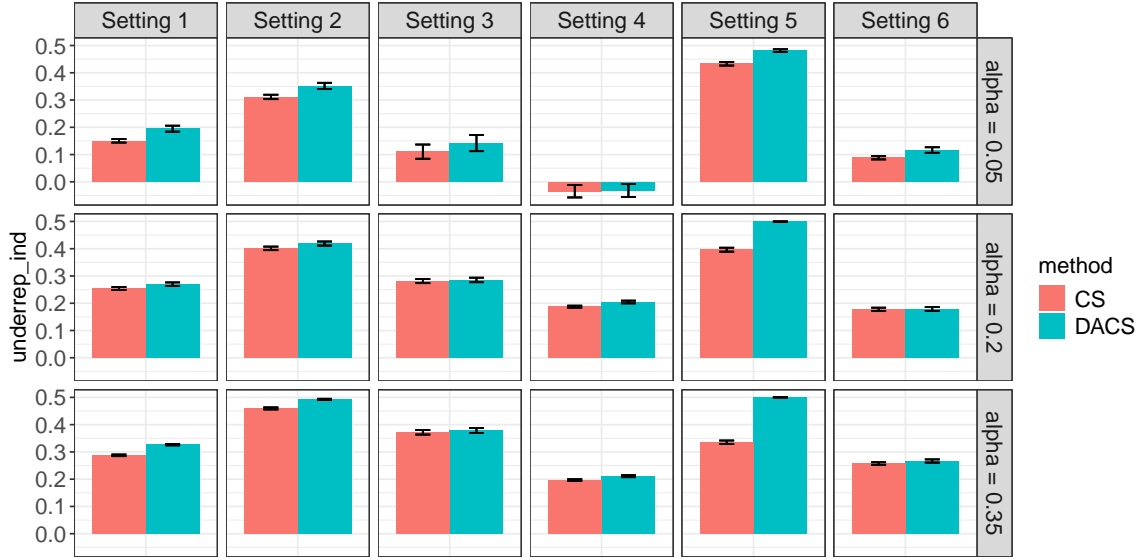 Setting 1 Setting 2 Setting 3 Setting 4 Setting 5 Setting 6
0.5
0.4
0.3
0.2
0.1
0.0
alpha = 0.05
0.5
0.4
0.3
0.2
0.1
0.0
alpha = 0.2
0.5
0.4
0.3
0.2
0.1
0.0
alpha = 0.35
underrep_ind
method
CS
DACS